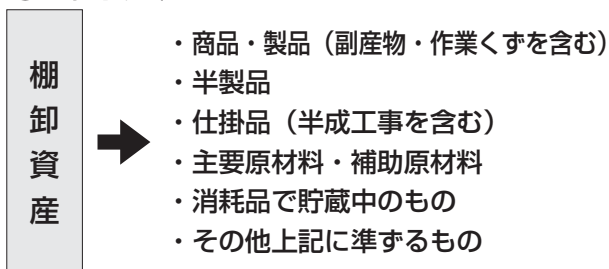 棚卸資産
・商品・製品（副産物・作業くずを含む）
・半製品
・仕掛品（半成工事を含む）
・主要原材料・補助原材料
・消耗品で貯蔵中のもの
・その他上記に準ずるもの